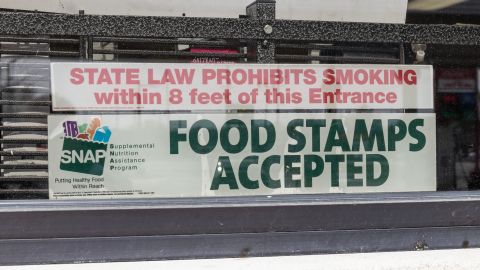 STATE LAW PROHIBITS SMOKING
within 8 feet of this Entrance
SNAP
Supplemental
Nutrition
Assistance
Program
Putting Healthy Food
Within Reach
FOOD STAMPS
ACCEPTED